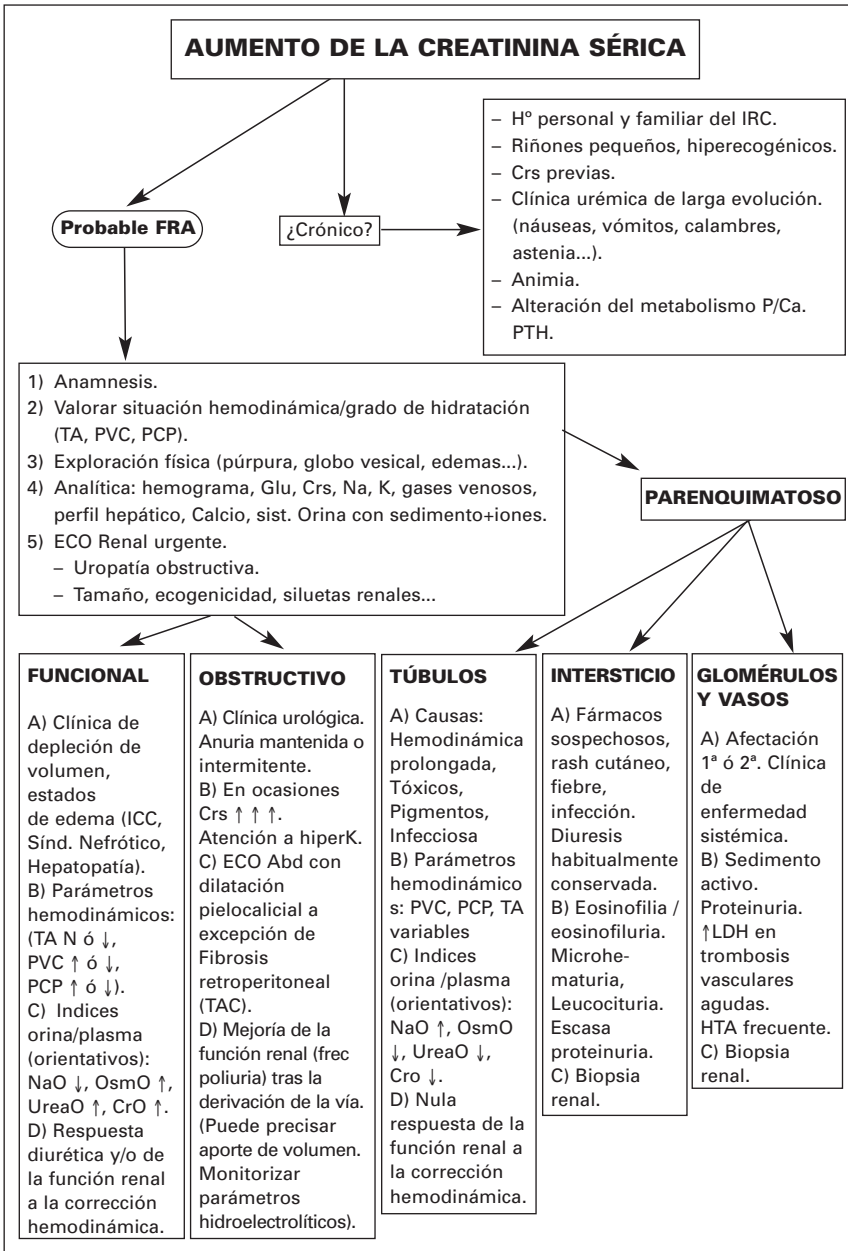 AUMENTO DE LA CREATININA SÉRICA
– Hº personal y familiar del IRC.
– Riñones pequeños, hiperecogénicos.
– Crs previas.
– Clínica urémica de larga evolución.
(náuseas, vómitos, calambres,
astenia...).
– Animia.
– Alteración del metabolismo P/Ca.
PTH.
Probable FRA
¿Crónico?
1) Anamnesis.
2) Valorar situación hemodinámica/grado de hidratación
(TA, PVC, PCP).
3) Exploración física (púrpura, globo vesical, edemas...).
4) Analítica: hemograma, Glu, Crs, Na, K, gases venosos,
perfil hepático, Calcio, sist. Orina con sedimento+iones.
5) ECO Renal urgente.
– Uropatía obstructiva.
– Tamaño, ecogenicidad, siluetas renales...
PARENQUIMATOSO
FUNCIONAL
A) Clínica de
depleción de
volumen,
estados
de edema (ICC,
Sínd. Nefrótico,
Hepatopatía).
B) Parámetros
hemodinámicos:
(TA N ó ↓,
PVC ↑ ó ↓,
PCP ↑ ó ↓).
C) Indices
orina/plasma
(orientativos):
NaO ↓, OsmO ↑,
UreaO ↑, CrO ↑.
D) Respuesta
diurética y/o de
la función renal
a la corrección
hemodinámica.
OBSTRUCTIVO
A) Clínica urológica.
Anuria mantenida o
intermitente.
B) En ocasiones
Crs ↑ ↑ ↑.
Atención a hiperK.
C) ECO Abd con
dilatación
pielocalicial a
excepción de
Fibrosis
retroperitoneal
(TAC).
D) Mejoría de la
función renal (frec
poliuria) tras la
derivación de la vía.
(Puede precisar
aporte de volumen.
Monitorizar
parámetros
hidroelectrolíticos).
TÚBULOS
A) Causas:
Hemodinámica
prolongada,
Tóxicos,
Pigmentos,
Infecciosa
B) Parámetros
hemodinámico
s: PVC, PCP, TA
variables
C) Indices
orina /plasma
(orientativos):
NaO ↑, OsmO
↓, UreaO ↓,
Cro ↓.
D) Nula
respuesta de la
función renal a
la corrección
hemodinámica.
INTERSTICIO
A) Fármacos
sospechosos,
rash cutáneo,
fiebre,
infección.
Diuresis
habitualmente
conservada.
B) Eosinofilia /
eosinofiluria.
Microhe-
maturia,
Leucocituria.
Escasa
proteinuria.
C) Biopsia
renal.
GLOMÉRULOS
Y VASOS
A) Afectación
1ª ó 2ª. Clínica
de
enfermedad
sistémica.
B) Sedimento
activo.
Proteinuria.
↑LDH en
trombosis
vasculares
agudas.
HTA frecuente.
C) Biopsia
renal.